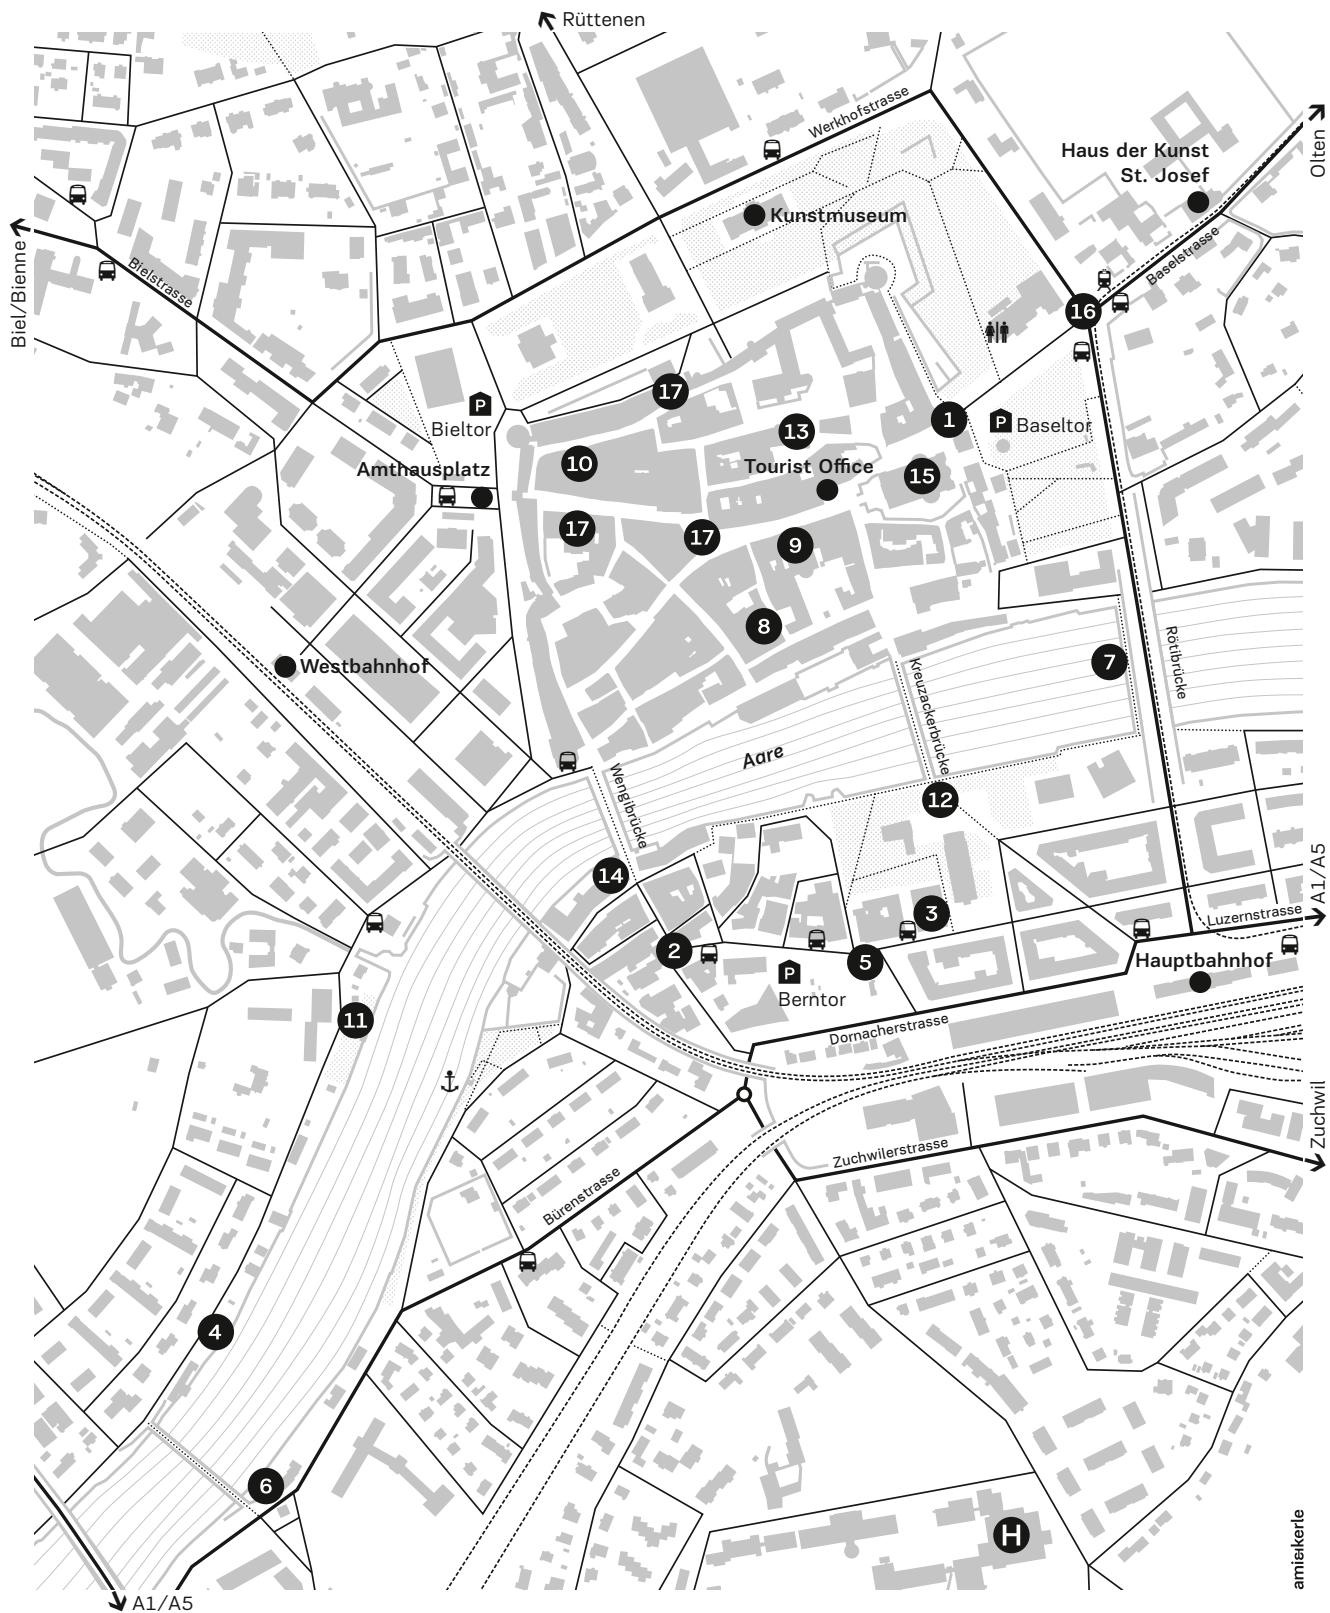 Rüttenen
Werkhofstrasse
Olten
Haus der Kunst
St. Josef
Kunstmuseum
Biel/Bienne
Bielstrasse
Baselstrasse
16
17
P
Bieltor
1
P
Baseltor
13
10
Amthausplatz
Tourist Office
15
17
17
9
8
Westbahnhof
7
Rötibrücke
Kreuzackerbrücke
Aare
Wengibrücke
12
14
3
2
5
A1/A5
Luzernstrasse
Hauptbahnhof
P
Berntor
11
Dornacherstrasse
Zuchwil
Zuchwilerstrasse
Bürenstrasse
4
6
H
amierkerle
A1/A5